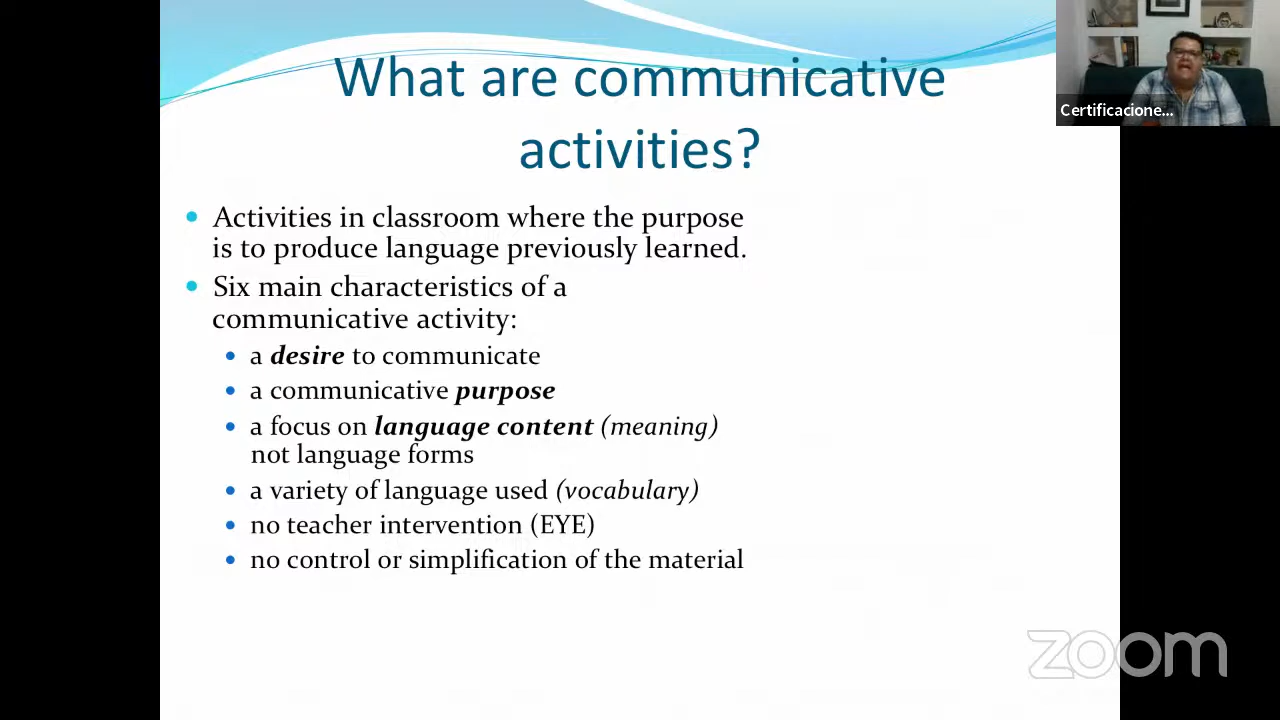 What are communicative
activities?
Certificacione...
Activities in classroom where the purpose
is to produce language previously learned.
Six main characteristics of a
communicative activity:
a desire to communicate
a communicative purpose
a focus on language content (meaning)
not language forms
a variety of language used (vocabulary)
no teacher intervention (EYE)
no control or simplification of the material
zoom